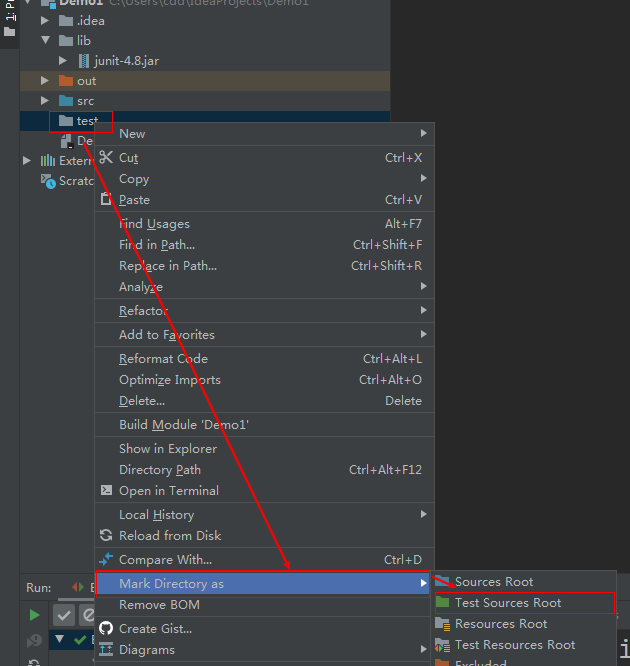 1: P
Demo1 C:\Users\cdd\IdeaProjects\Demo1
.idea
lib
junit-4.8.jar
out
src
test
De
Extern
Scratc
New
Cut Ctrl+X
Copy
Paste Ctrl+V
Find Usages Alt+F7
Find in Path... Ctrl+Shift+F
Replace in Path... Ctrl+Shift+R
Analyze
Refactor
Add to Favorites
Reformat Code Ctrl+Alt+L
Optimize Imports Ctrl+Alt+O
Delete... Delete
Build Module 'Demo1'
Show in Explorer
Directory Path Ctrl+Alt+F12
Open in Terminal
Local History
Reload from Disk
Compare With... Ctrl+D
Mark Directory as
Remove BOM
Create Gist...
Diagrams
Sources Root
Test Sources Root
Resources Root
Test Resources Root
Excluded
Run: